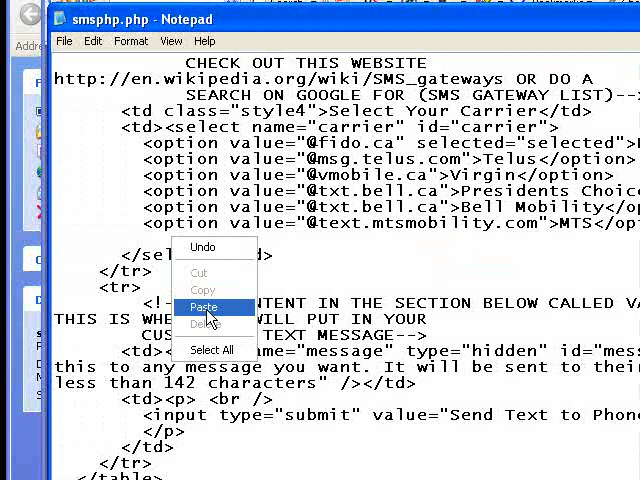 smsphp.php - Notepad
File Edit Format View Help
Addre
CHECK OUT THIS WEBSITE
http://en.wikipedia.org/wiki/SMS_gateways OR DO A
SEARCH ON GOOGLE FOR (SMS GATEWAY LIST)--
<td class="style4">Select Your Carrier</td>
<td><select name="carrier" id="carrier">
<option value="@fido.ca" selected="selected">
<option value="@msg.telus.com">Telus</option>
<option value="@vmobile.ca">Virgin</option>
<option value="@txt.bell.ca">Presidents Choice
<option value="@txt.bell.ca">Bell Mobility</op
<option value="@text.mtsmobility.com">MTS</op
</sel
>
</tr>
<tr>
<!-
ENT IN THE SECTION BELOW CALLED VA
THIS IS WHE
WILL PUT IN YOUR
CUS
TEXT MESSAGE-->
<td>
name="message" type="hidden" id="mes
this to any message you want. It will be sent to thei
less than 142 characters" /></td>
<td><p> <br />
<input type="submit" value="Send Text to Phon
</p>
</td>
</tr>
</table>
Undo
Cut
Copy
Paste
Select All